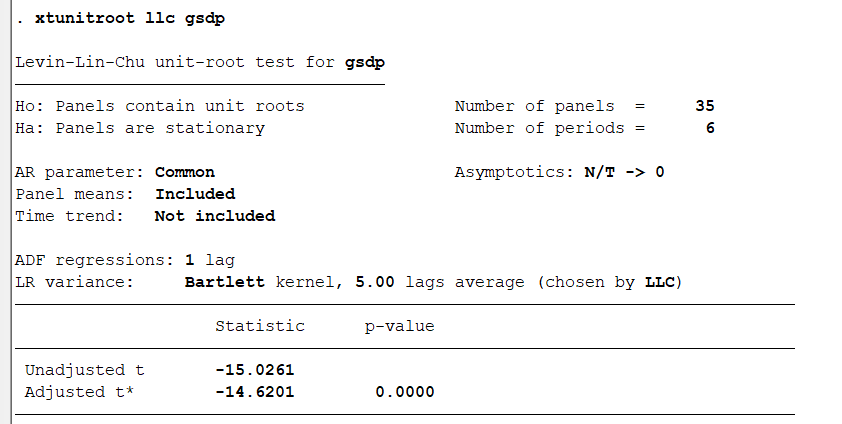 . xtunitroot llc gsdp
Levin-Lin-Chu unit-root test for gsdp
Ho: Panels contain unit roots Number of panels = 35
Ha: Panels are stationary Number of periods = 6
AR parameter: Common Asymptotics: N/T -> 0
Panel means: Included
Time trend: Not included
ADF regressions: 1 lag
LR variance: Bartlett kernel, 5.00 lags average (chosen by LLC)
Statistic p-value
Unadjusted t -15.0261
Adjusted t* -14.6201 0.0000